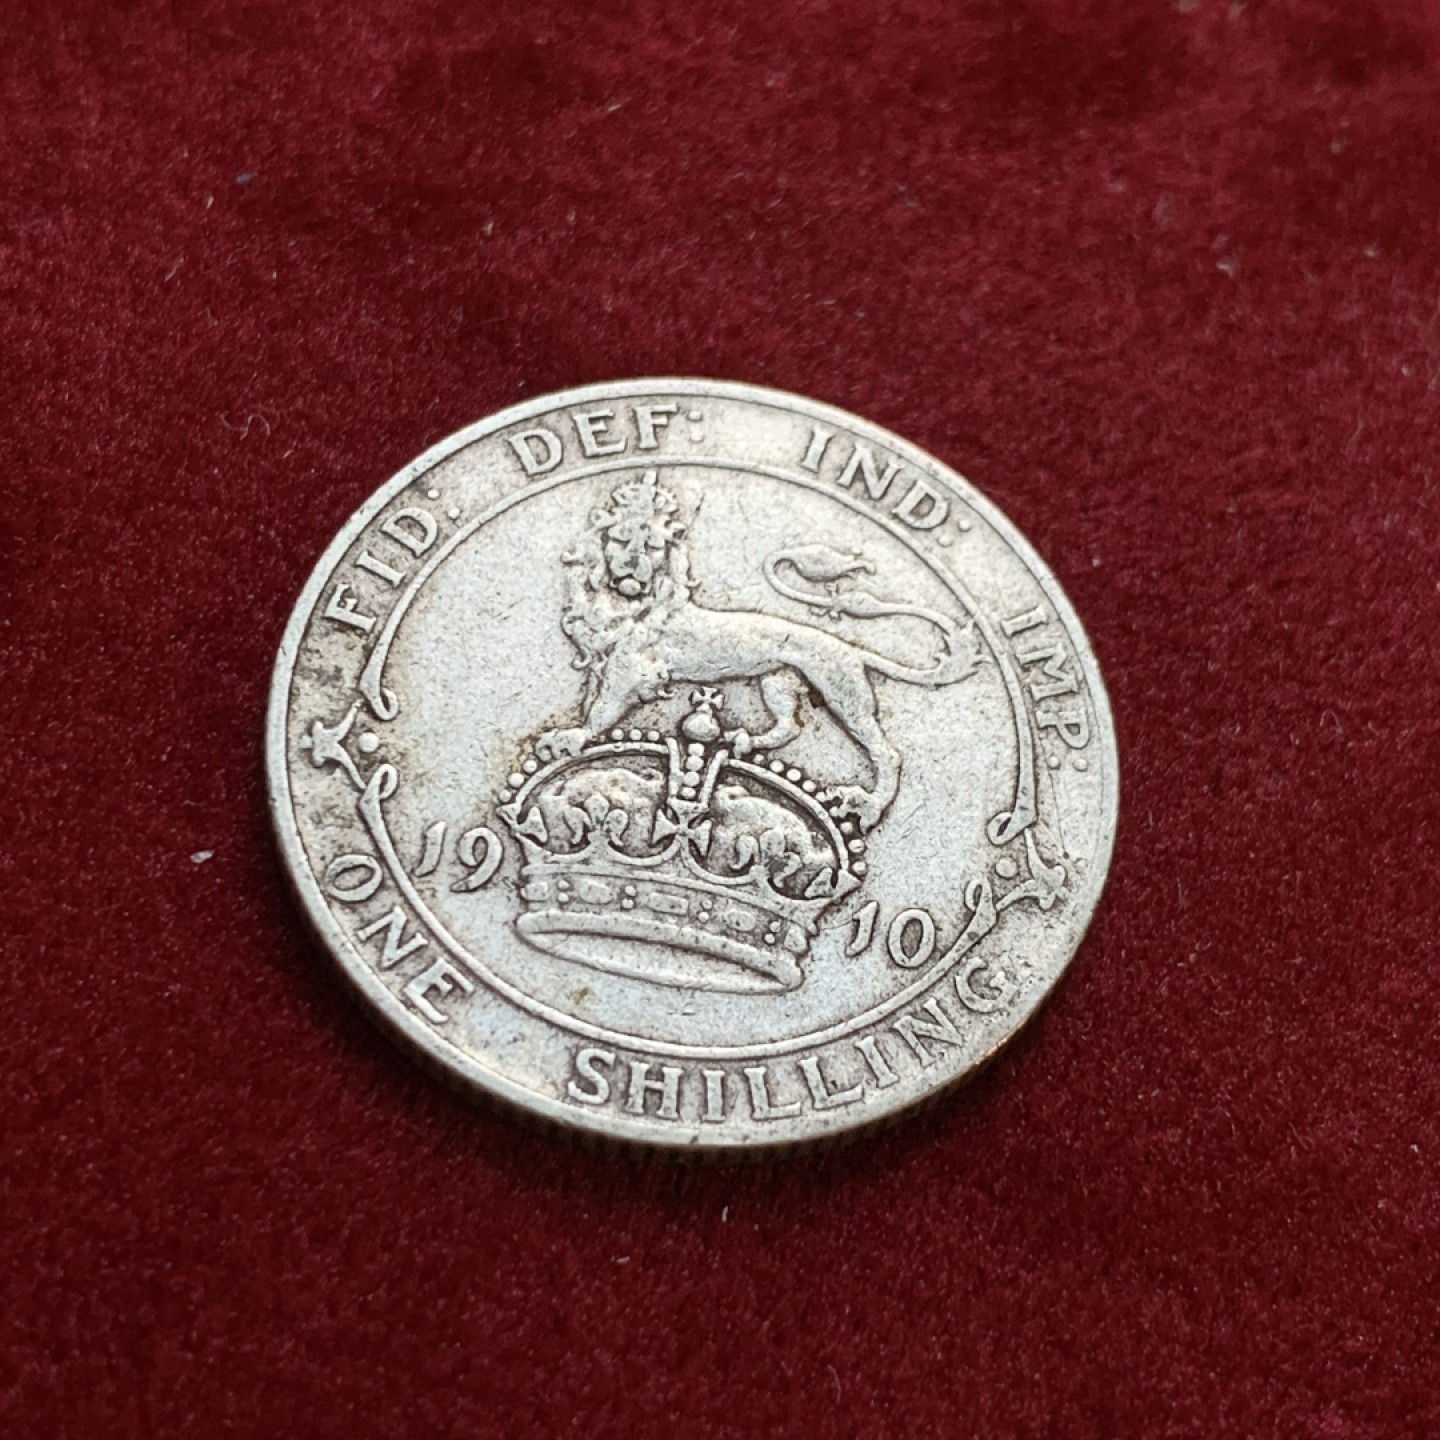 FID: DEF: IND: IMP:
19 10
ONE SHILLING